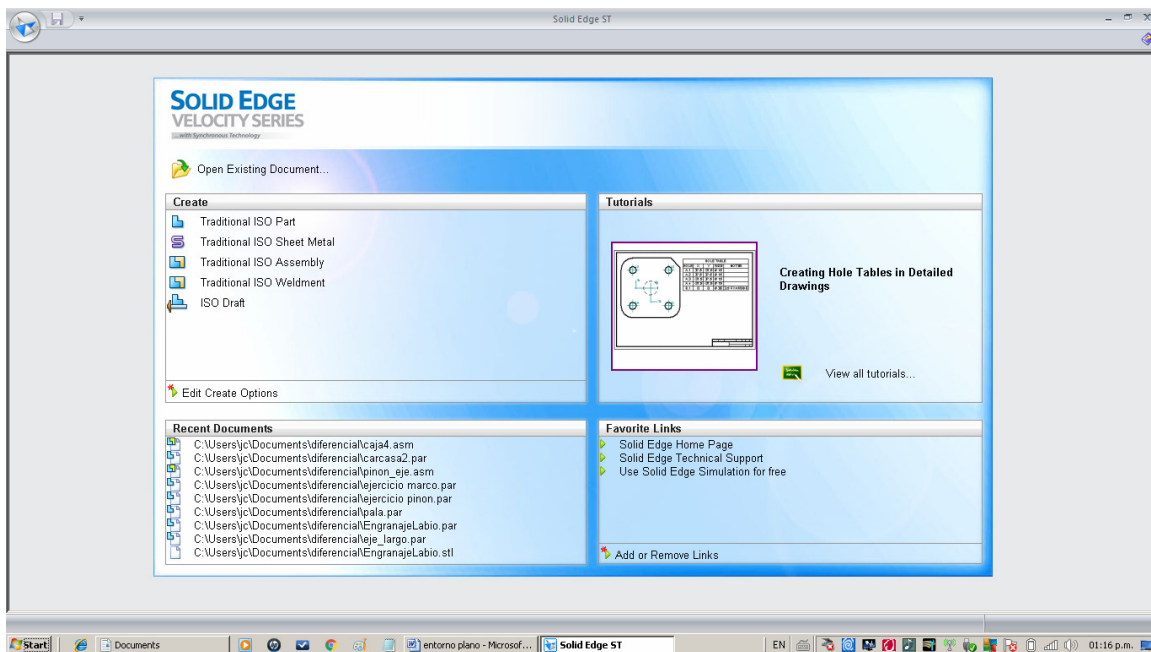 Solid Edge ST
SOLID EDGE
VELOCITY SERIES
...with Synchronous Technology
Open Existing Document...
Create
Traditional ISO Part
Traditional ISO Sheet Metal
Traditional ISO Assembly
Traditional ISO Weldment
ISO Draft
Edit Create Options
Tutorials
HOLE TABLE
Creating Hole Tables in Detailed
Drawings
View all tutorials...
Recent Documents
C:\Users\jc\Documents\diferencial\caja4.asm
C:\Users\jc\Documents\diferencial\carcasa2.par
C:\Users\jc\Documents\diferencial\pinon_eje.asm
C:\Users\jc\Documents\diferencial\ejercicio marco.par
C:\Users\jc\Documents\diferencial\ejercicio pinon.par
C:\Users\jc\Documents\diferencial\pala.par
C:\Users\jc\Documents\diferencial\EngranajeLabio.par
C:\Users\jc\Documents\diferencial\eje_largo.par
C:\Users\jc\Documents\diferencial\EngranajeLabio.stl
Favorite Links
Solid Edge Home Page
Solid Edge Technical Support
Use Solid Edge Simulation for free
Add or Remove Links
Start
Documents
entorno plano - Microsof...
Solid Edge ST
EN
01:16 p.m.